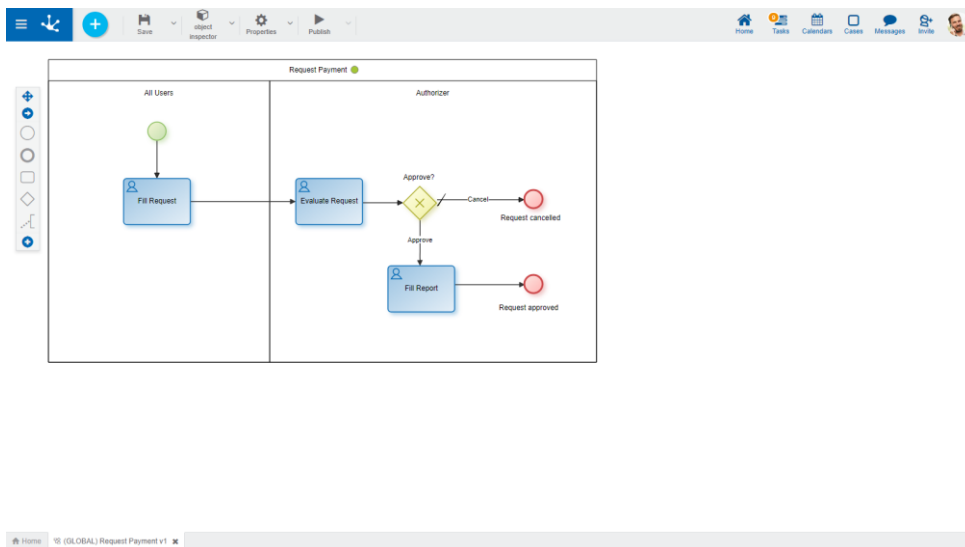 Save
object
inspector
Properties
Publish
Home
Tasks
Calendars
Cases
Messages
Invite
Request Payment
All Users
Authorizer
Approve?
Fill Request
Evaluate Request
Cancel
Request cancelled
Approve
Fill Report
Request approved
Home
(GLOBAL) Request Payment v1